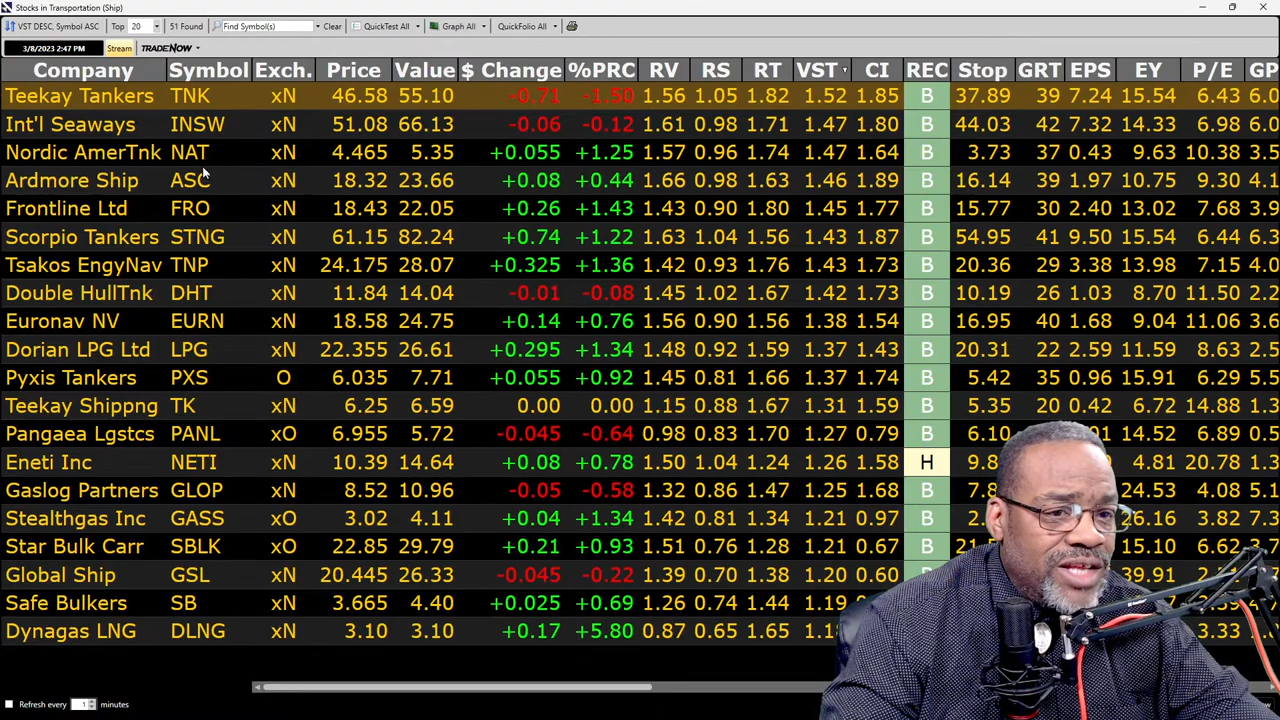 Stocks in Transportation (Ship)
VST DESC, Symbol ASC Top 20 51 Found Find Symbol(s) Clear QuickTest All Graph All QuickFolio All
3/8/2023 2:47 PM Stream TRADENOW
Company Symbol Exch. Price Value $ Change %PRC RV RS RT VST CI REC Stop GRT EPS EY P/E GP
Teekay Tankers TNK xN 46.58 55.10 -0.71 -1.50 1.56 1.05 1.82 1.52 1.85 B 37.89 39 7.24 15.54 6.43 6.0
Int'l Seaways INSW xN 51.08 66.13 -0.06 -0.12 1.61 0.98 1.71 1.47 1.80 B 44.03 42 7.32 14.33 6.98 6.0
Nordic AmerTnk NAT xN 4.465 5.35 +0.055 +1.25 1.57 0.96 1.74 1.47 1.64 B 3.73 37 0.43 9.63 10.38 3.5
Ardmore Ship ASC xN 18.32 23.66 +0.08 +0.44 1.66 0.98 1.63 1.46 1.89 B 16.14 39 1.97 10.75 9.30 4.1
Frontline Ltd FRO xN 18.43 22.05 +0.26 +1.43 1.43 0.90 1.80 1.45 1.77 B 15.77 30 2.40 13.02 7.68 3.9
Scorpio Tankers STNG xN 61.15 82.24 +0.74 +1.22 1.63 1.04 1.56 1.43 1.87 B 54.95 41 9.50 15.54 6.44 6.3
Tsakos EngyNav TNP xN 24.175 28.07 +0.325 +1.36 1.42 0.93 1.76 1.43 1.73 B 20.36 29 3.38 13.98 7.15 4.0
Double HullTnk DHT xN 11.84 14.04 -0.01 -0.08 1.45 1.02 1.67 1.42 1.73 B 10.19 26 1.03 8.70 11.50 2.2
Euronav NV EURN xN 18.58 24.75 +0.14 +0.76 1.56 0.90 1.56 1.38 1.54 B 16.95 40 1.68 9.04 11.06 3.6
Dorian LPG Ltd LPG xN 22.355 26.61 +0.295 +1.34 1.48 0.92 1.59 1.37 1.43 B 20.31 22 2.59 11.59 8.63 2.5
Pyxis Tankers PXS O 6.035 7.71 +0.055 +0.92 1.45 0.81 1.66 1.37 1.74 B 5.42 35 0.96 15.91 6.29 5.5
Teekay Shippng TK xN 6.25 6.59 0.00 0.00 1.15 0.88 1.67 1.31 1.59 B 5.35 20 0.42 6.72 14.88 1.3
Pangaea Lgstcs PANL xO 6.955 5.72 -0.045 -0.64 0.98 0.83 1.70 1.27 0.79 B 6.10 14.52 6.89 0.5
Eneti Inc NETI xN 10.39 14.64 +0.08 +0.78 1.50 1.04 1.24 1.26 1.58 H 9.8 4.81 20.78 1.3
Gaslog Partners GLOP xN 8.52 10.96 -0.05 -0.58 1.32 0.86 1.47 1.25 1.68 B 7.8 24.53 4.08 5.1
Stealthgas Inc GASS xO 3.02 4.11 +0.04 +1.34 1.42 0.81 1.34 1.21 0.97 B 2. 26.16 3.82 7.3
Star Bulk Carr SBLK xO 22.85 29.79 +0.21 +0.93 1.51 0.76 1.28 1.21 0.67 B 15.10 6.62
Global Ship GSL xN 20.445 26.33 -0.045 -0.22 1.39 0.70 1.38 1.20 0.60 39.91
Safe Bulkers SB xN 3.665 4.40 +0.025 +0.69 1.26 0.74 1.44 1.19
Dynagas LNG DLNG xN 3.10 3.10 +0.17 +5.80 0.87 0.65 1.65 3.33
Refresh every 1 minutes